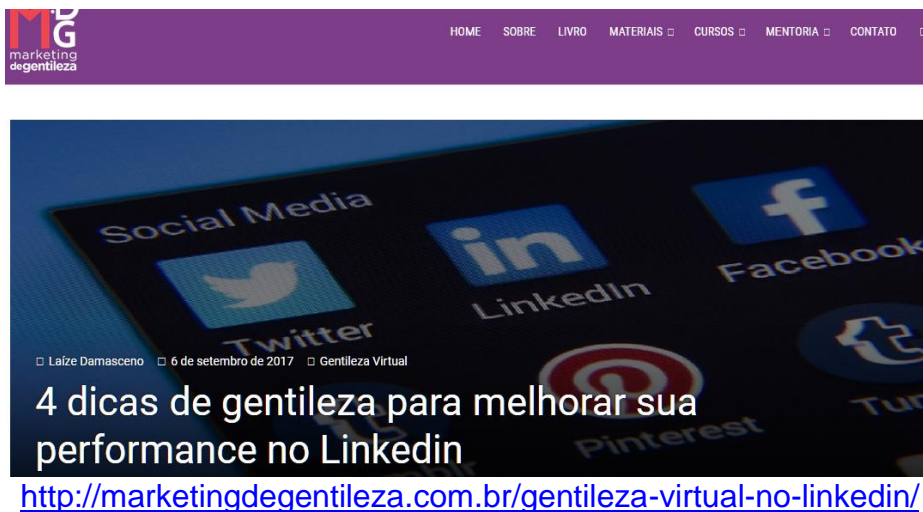 G
marketing
degentileza
HOME SOBRE LIVRO MATERIAIS CURSOS MENTORIA CONTATO
Social Media
Twitter
LinkedIn
Facebook
Pinterest
Laíze Damasceno 6 de setembro de 2017 Gentileza Virtual
4 dicas de gentileza para melhorar sua
performance no Linkedin
http://marketingdegentileza.com.br/gentileza-virtual-no-linkedin/